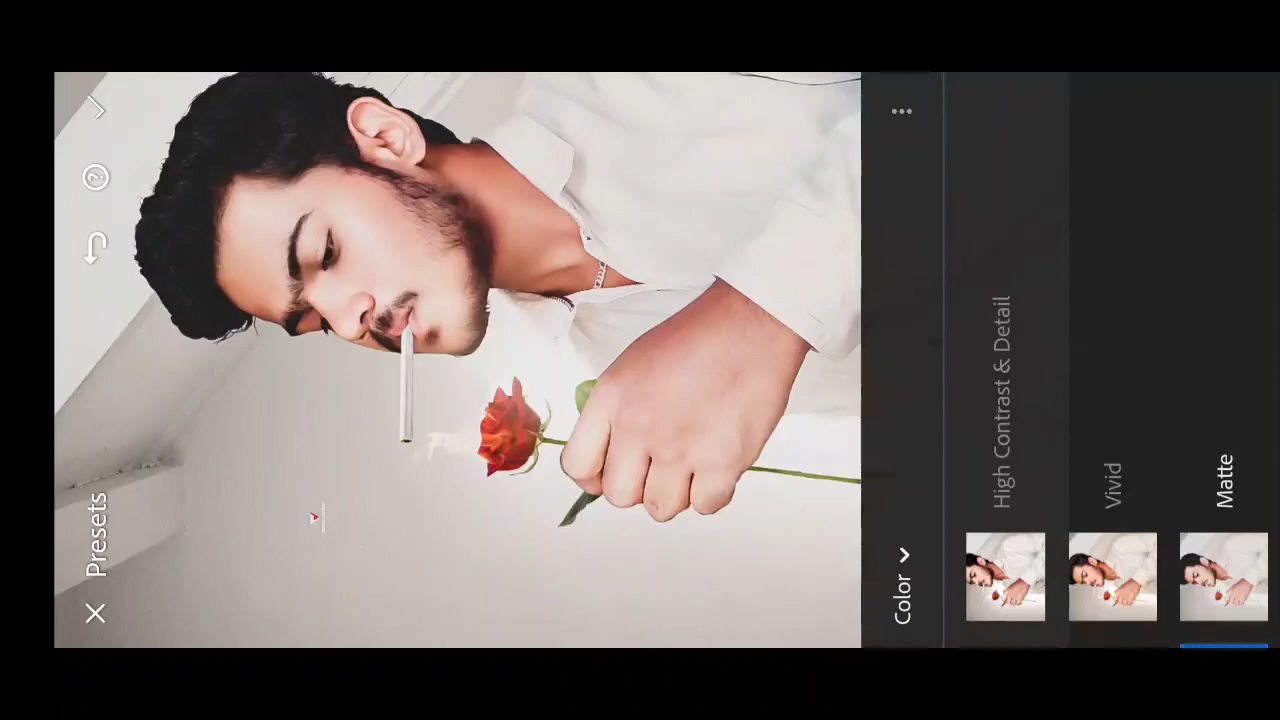 Presets
Color
High Contrast & Detail
Vivid
Matte